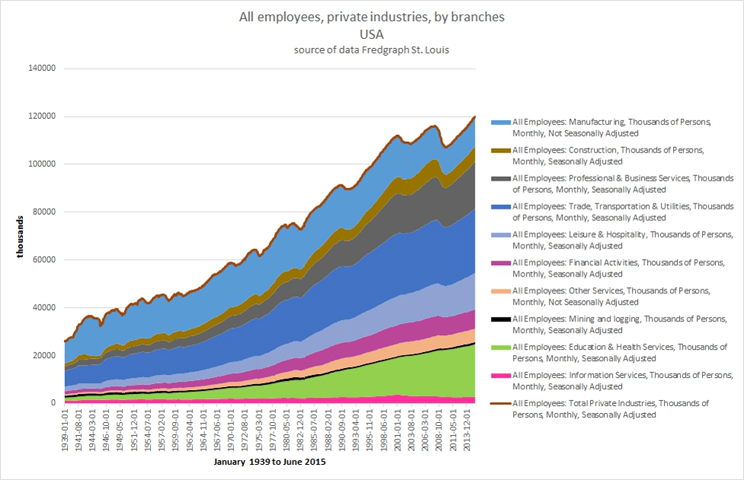 All employees, private industries, by branches
USA
source of data Fredgraph St. Louis
140000
120000
100000
80000
60000
40000
20000
0
thousands
1939-01-01
1941-08-01
1944-03-01
1946-10-01
1949-05-01
1951-12-01
1954-07-01
1957-02-01
1959-09-01
1962-04-01
1964-11-01
1967-06-01
1970-01-01
1972-08-01
1975-03-01
1977-10-01
1980-05-01
1982-12-01
1985-07-01
1988-02-01
1990-09-01
1993-04-01
1995-11-01
1998-06-01
2001-01-01
2003-08-01
2006-03-01
2008-10-01
2011-05-01
2013-12-01
January 1939 to June 2015
All Employees: Manufacturing, Thousands of Persons,
Monthly, Not Seasonally Adjusted
All Employees: Construction, Thousands of Persons,
Monthly, Seasonally Adjusted
All Employees: Professional & Business Services, Thousands
of Persons, Monthly, Seasonally Adjusted
All Employees: Trade, Transportation & Utilities, Thousands
of Persons, Monthly, Seasonally Adjusted
All Employees: Leisure & Hospitality, Thousands of Persons,
Monthly, Seasonally Adjusted
All Employees: Financial Activities, Thousands of Persons,
Monthly, Seasonally Adjusted
All Employees: Other Services, Thousands of Persons,
Monthly, Not Seasonally Adjusted
All Employees: Mining and logging, Thousands of Persons,
Monthly, Seasonally Adjusted
All Employees: Education & Health Services, Thousands of
Persons, Monthly, Seasonally Adjusted
All Employees: Information Services, Thousands of Persons,
Monthly, Seasonally Adjusted
All Employees: Total Private Industries, Thousands of
Persons, Monthly, Seasonally Adjusted